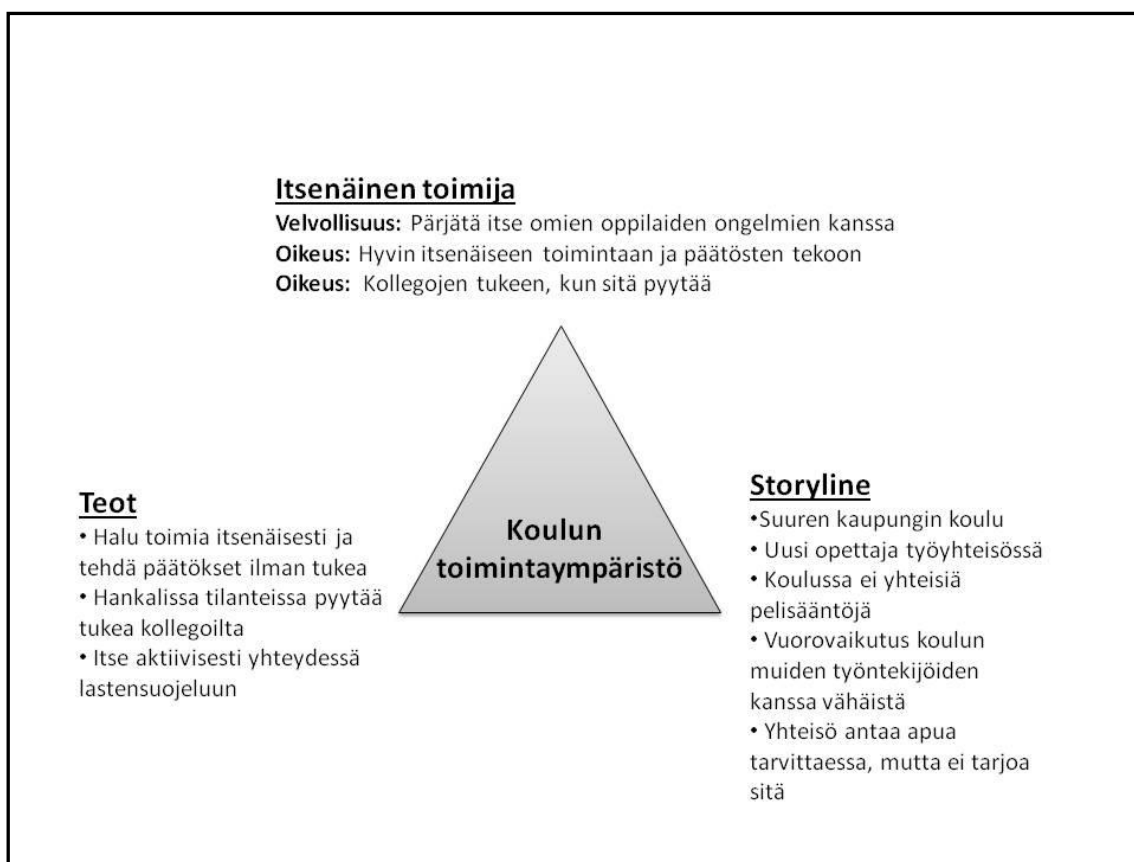 Itsenäinen toimija
Velvollisuus: Pärjätä itse omien oppilaiden ongelmien kanssa
Oikeus: Hyvin itsenäiseen toimintaan ja päätösten tekoon
Oikeus: Kollegojen tukeen, kun sitä pyytää
Teot
• Halu toimia itsenäisesti ja
tehdä päätökset ilman tukea
• Hankalissa tilanteissa pyytää
tukea kollegoilta
• Itse aktiivisesti yhteydessä
lastensuojeluun
Koulun
toimintaympäristö
Storyline
•Suuren kaupungin koulu
• Uusi opettaja työyhteisössä
• Koulussa ei yhteisiä
pelisääntöjä
• Vuorovaikutus koulun
muiden työntekijöiden
kanssa vähäistä
• Yhteisö antaa apua
tarvittaessa, mutta ei tarjoa
sitä